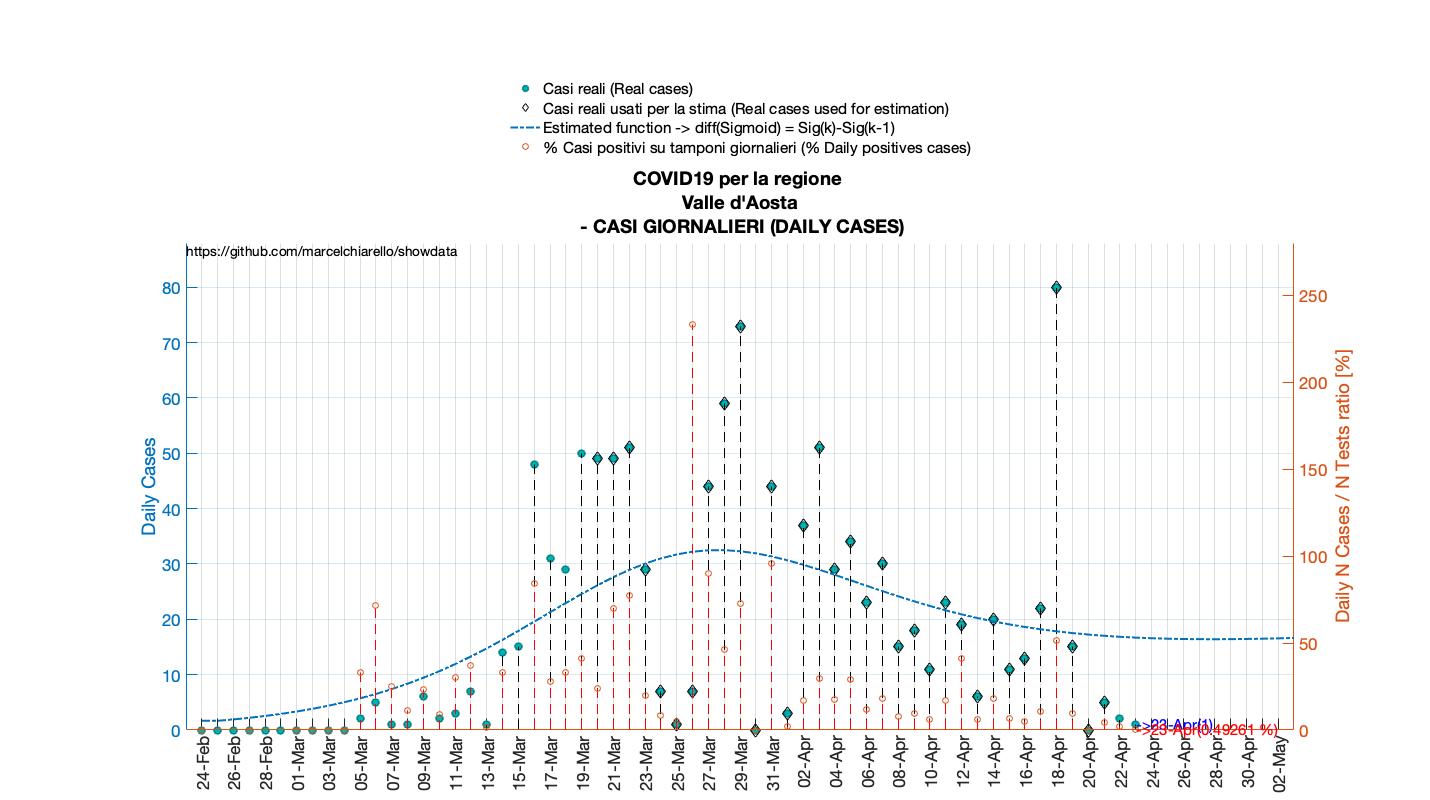 Casi reali (Real cases)
Casi reali usati per la stima (Real cases used for estimation)
Estimated function -> diff(Sigmoid) = Sig(k)-Sig(k-1)
% Casi positivi su tamponi giornalieri (% Daily positives cases)
COVID19 per la regione
Valle d'Aosta
- CASI GIORNALIERI (DAILY CASES)
https://github.com/marcelchiarello/showdata
Daily Cases
80
70
60
50
40
30
20
10
0
250
200
150
100
50
0
Daily N Cases / N Tests ratio [%]
->23-Apr(1)
->23-Apr(0.49261 %)
24-Feb
26-Feb
28-Feb
01-Mar
03-Mar
05-Mar
07-Mar
09-Mar
11-Mar
13-Mar
15-Mar
17-Mar
19-Mar
21-Mar
23-Mar
25-Mar
27-Mar
29-Mar
31-Mar
02-Apr
04-Apr
06-Apr
08-Apr
10-Apr
12-Apr
14-Apr
16-Apr
18-Apr
20-Apr
22-Apr
24-Apr
26-Apr
28-Apr
30-Apr
02-May